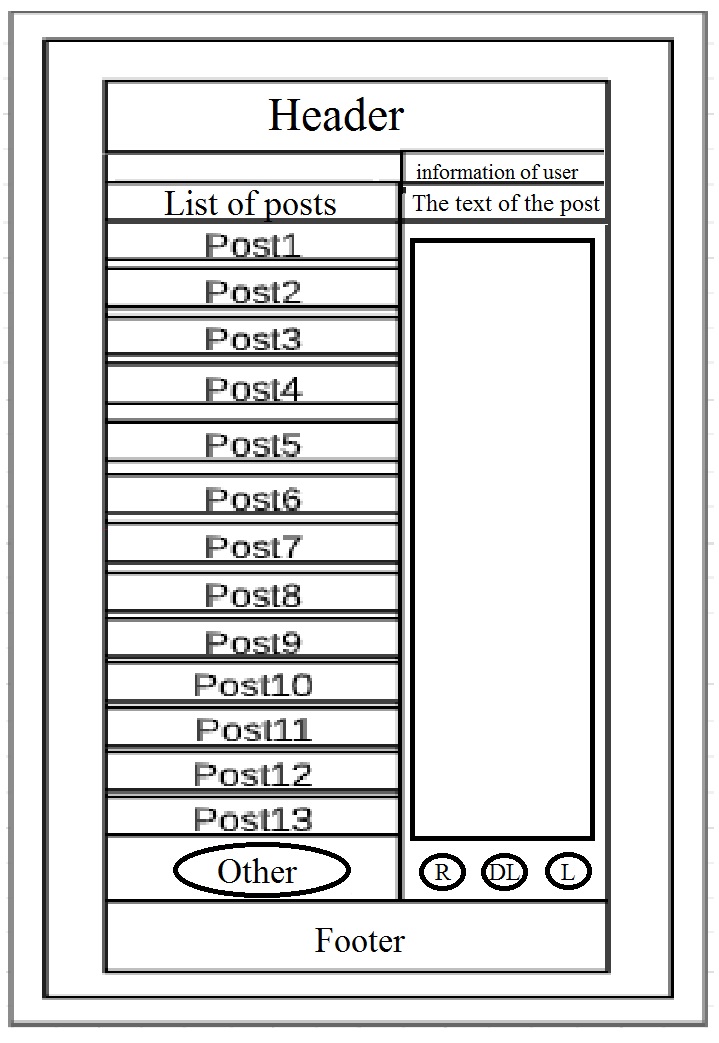 Header
information of user
List of posts
The text of the post
Post1
Post2
Post3
Post4
Post5
Post6
Post7
Post8
Post9
Post10
Post11
Post12
Post13
Other
R
DL
L
Footer